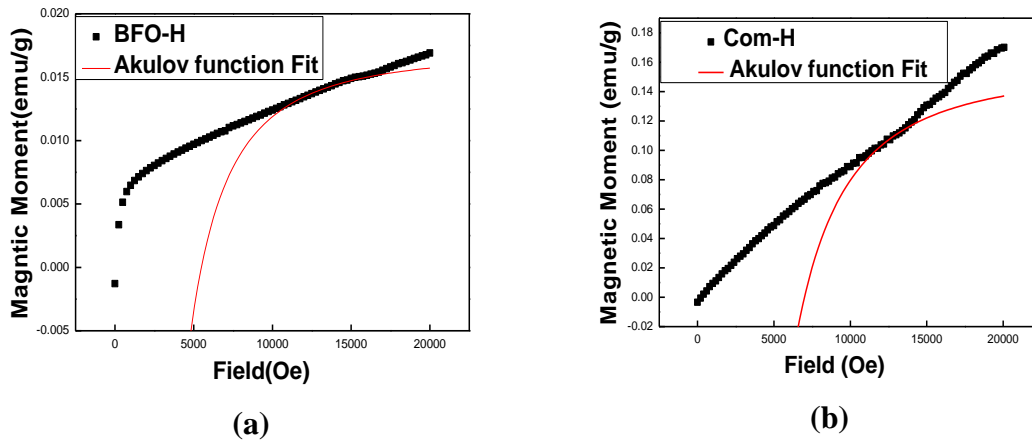 BFO-H
Akulov function Fit
0.020
0.015
0.010
0.005
0.000
-0.005
Magntic Moment(emu/g)
0
5000
10000
15000
20000
Field(Oe)
(a)
Com-H
Akulov function Fit
0.18
0.16
0.14
0.12
0.10
0.08
0.06
0.04
0.02
0.00
-0.02
Magnetic Moment (emu/g)
0
5000
10000
15000
20000
Field (Oe)
(b)